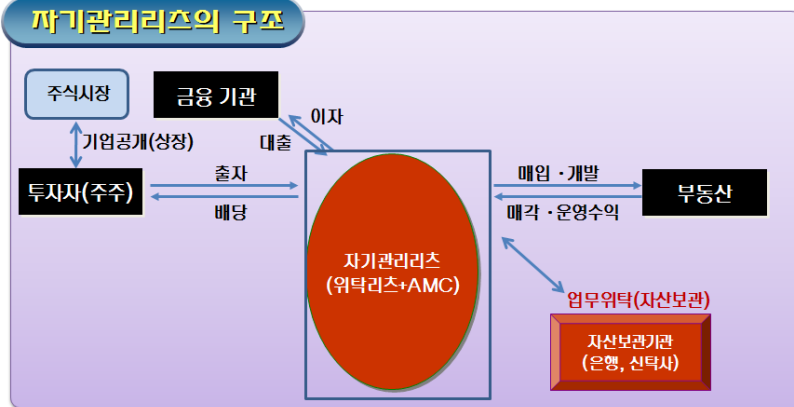 자기관리리츠의 구조
주식시장
금융 기관
이자
기업공개(상장)
대출
투자자(주주)
출자
배당
매입 ·개발
매각 ·운영수익
부동산
자기관리리츠
(위탁리츠+AMC)
업무위탁(자산보관)
자산보관기관
(은행, 신탁사)